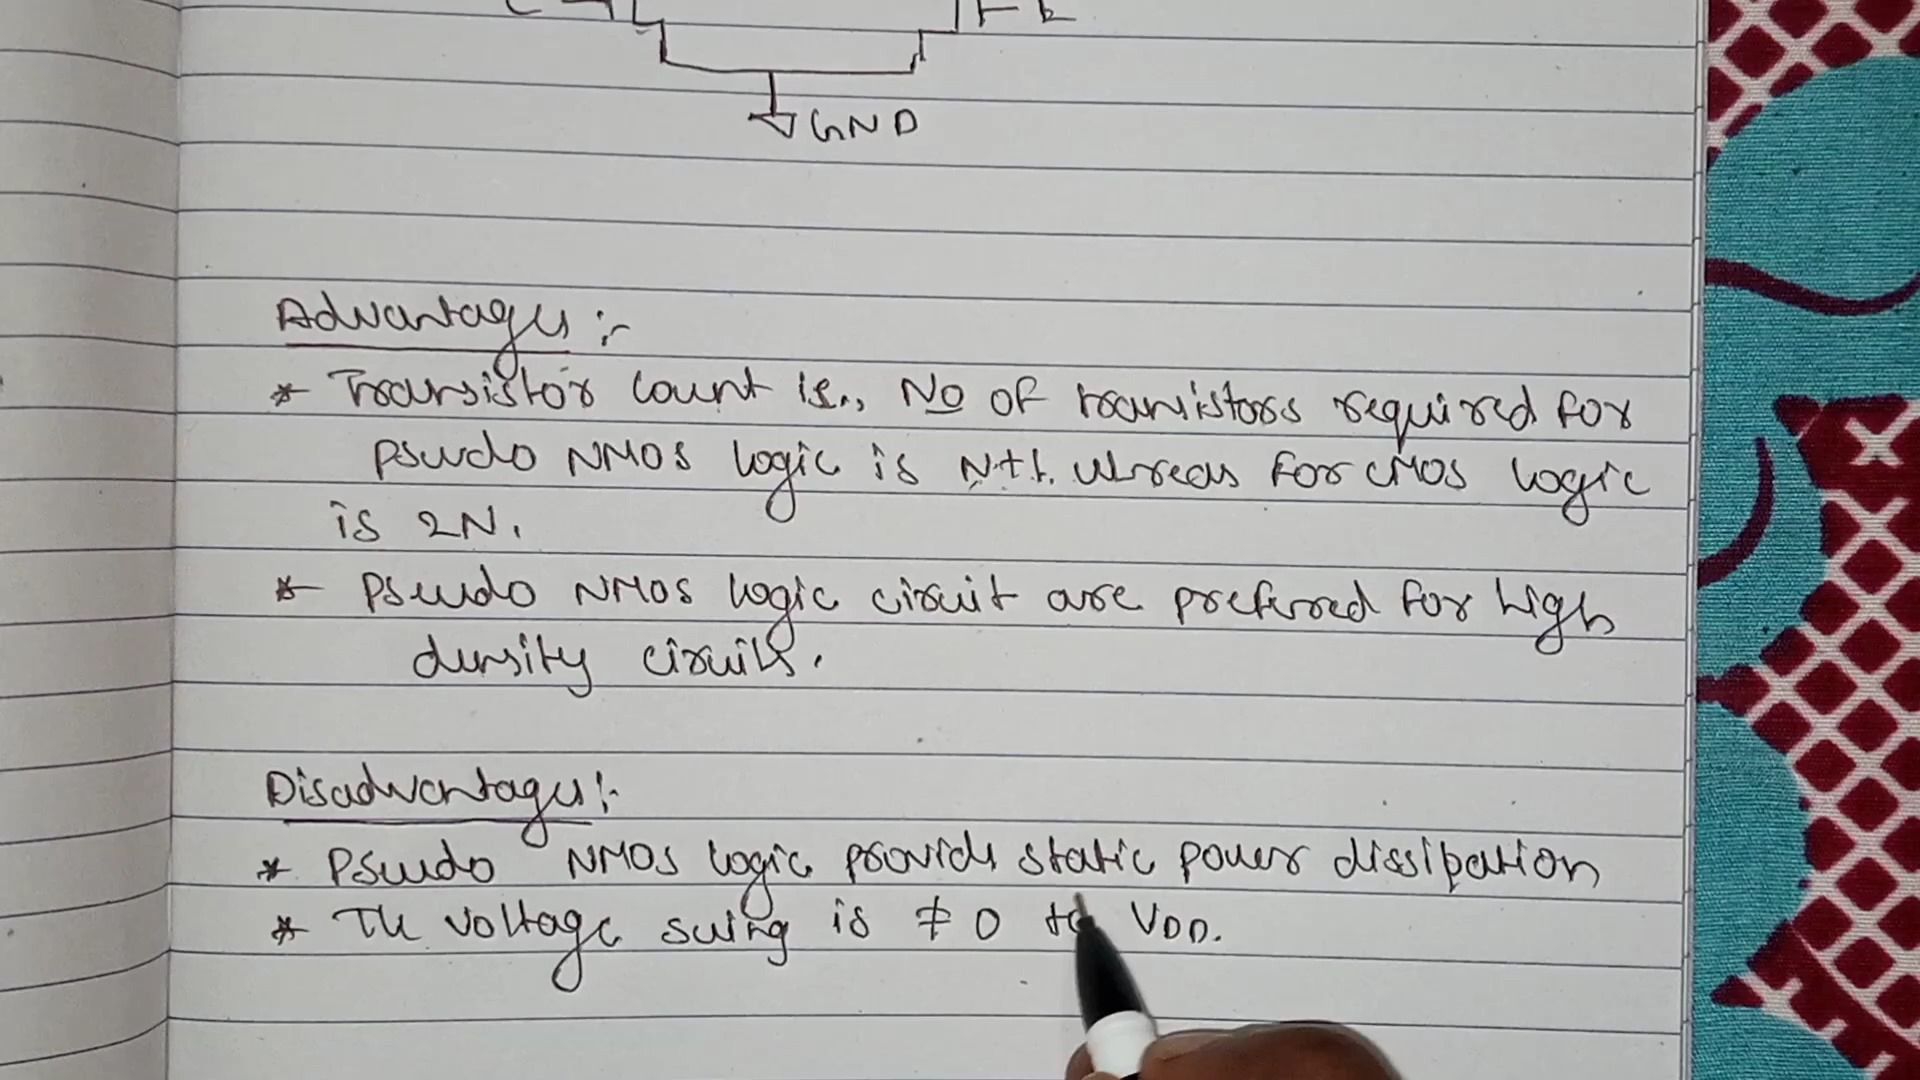 GND
Advantages :-
* Transistor count ie., No of transistors required for
Pseudo NMOS logic is N+1. Whereas for CMOS logic
is 2N.
* Pseudo NMOS logic circuit are preferred for high
density circuits.
Disadvantages :-
* Pseudo NMOS logic provides static power dissipation
* The voltage swing is ≠ 0 to VDD.